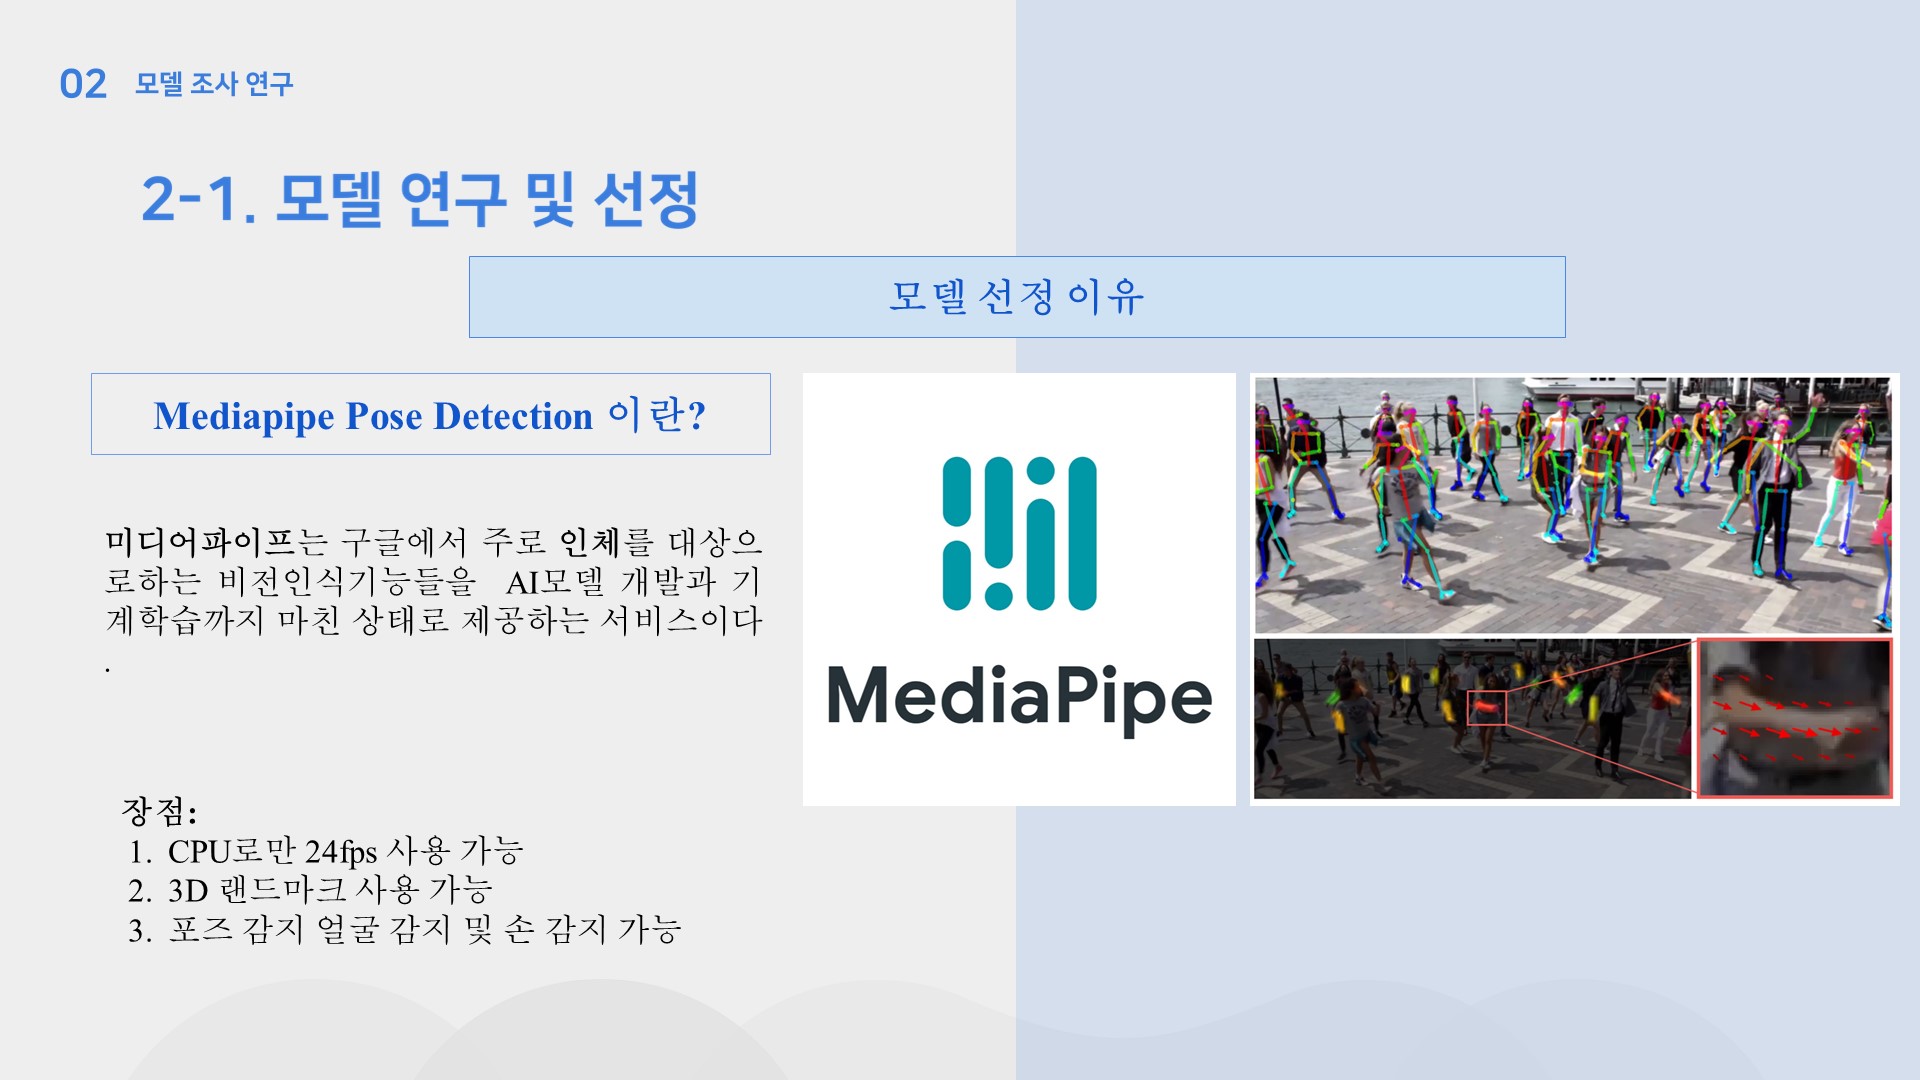 02 모델 조사 연구
2-1. 모델 연구 및 선정
모델 선정 이유
Mediapipe Pose Detection 이란?
미디어파이프는 구글에서 주로 인체를 대상으
로하는 비전인식기능들을 AI모델 개발과 기
계학습까지 마친 상태로 제공하는 서비스이다
.
장점:
1. CPU로만 24fps 사용 가능
2. 3D 랜드마크 사용 가능
3. 포즈 감지 얼굴 감지 및 손 감지 가능
MediaPipe